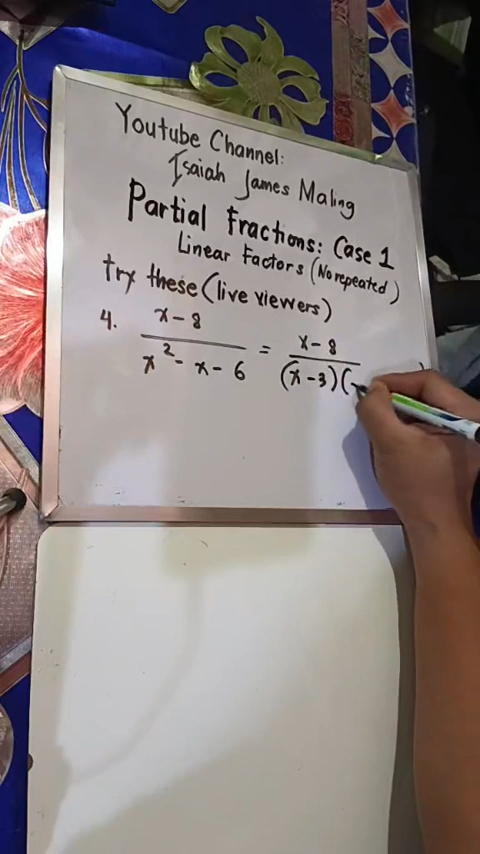 Youtube Channel:
Isaiah James Maling
Partial Fractions: Case 1
Linear Factors (No repeated)
try these (live viewers)
4. x - 8 / x² - x - 6 = x - 8 / (x - 3)(